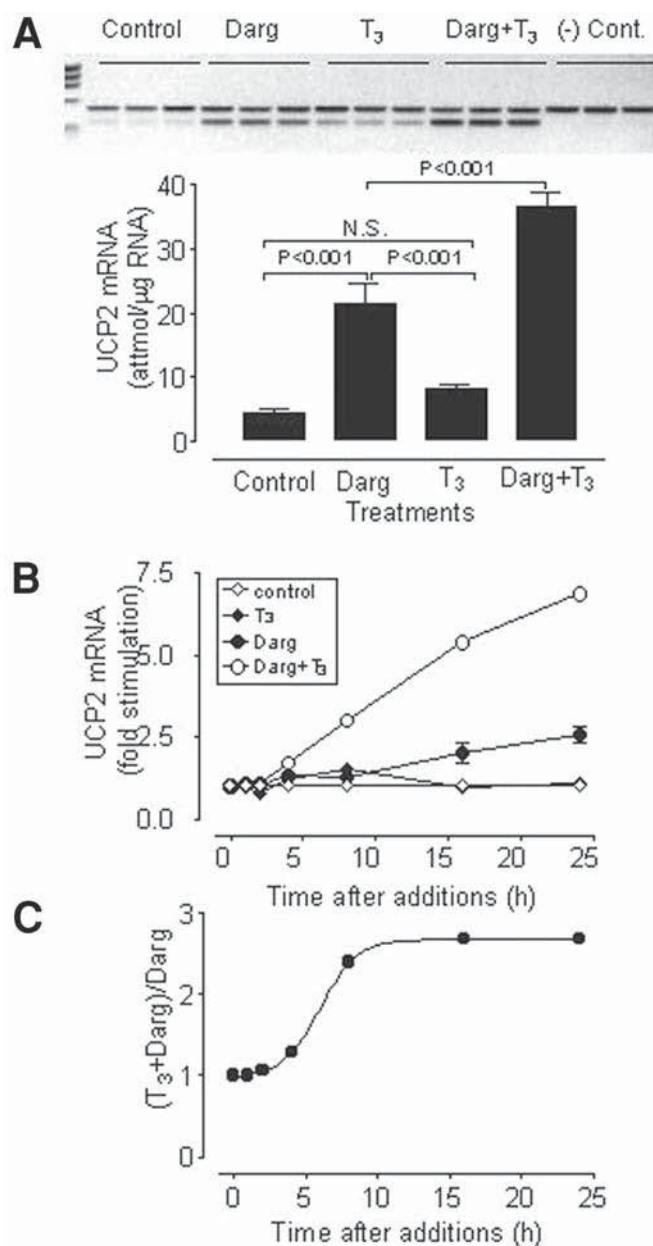 A
Control Darg T3 Darg+T3 (-) Cont.
P<0.001
N.S.
P<0.001 P<0.001
UCP2 mRNA
(attmol/µg RNA)
40
30
20
10
0
Control Darg T3 Darg+T3
Treatments
B
UCP2 mRNA
(fold stimulation)
7.5
5.0
2.5
0.0
control
T3
Darg
Darg+T3
0 5 10 15 20 25
Time after additions (h)
C
(T3+Darg)/Darg
3
2
1
0
0 5 10 15 20 25
Time after additions (h)